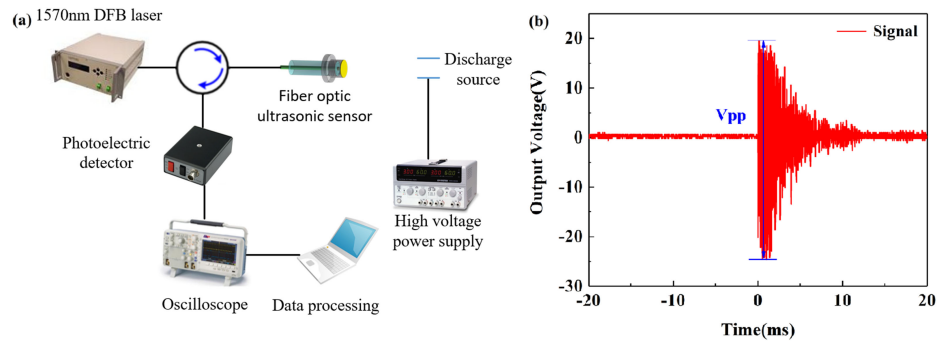 (a)
1570nm DFB laser
Fiber optic
ultrasonic sensor
Discharge
source
Photoelectric
detector
High voltage
power supply
Oscilloscope
Data processing
(b)
Signal
Vpp
Output Voltage(V)
20
10
0
-10
-20
-30
-20
-10
0
10
20
Time(ms)